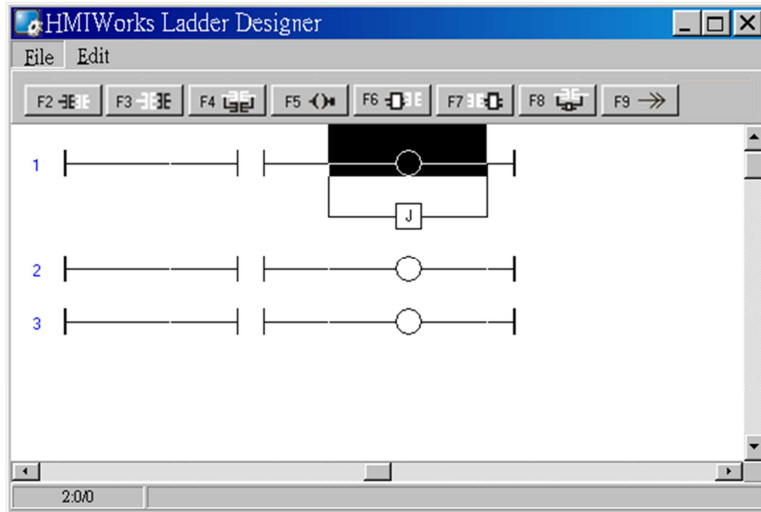 HMIWorks Ladder Designer
File Edit
F2 F3 F4 F5 F6 F7 F8 F9
1
J
2
3
2:0/0